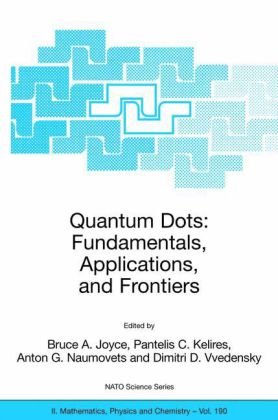 Quantum Dots:
Fundamentals,
Applications,
and Frontiers
Edited by
Bruce A. Joyce, Pantelis C. Kelires,
Anton G. Naumovets and Dimitri D. Vvedensky
NATO Science Series
II. Mathematics, Physics and Chemistry – Vol. 190